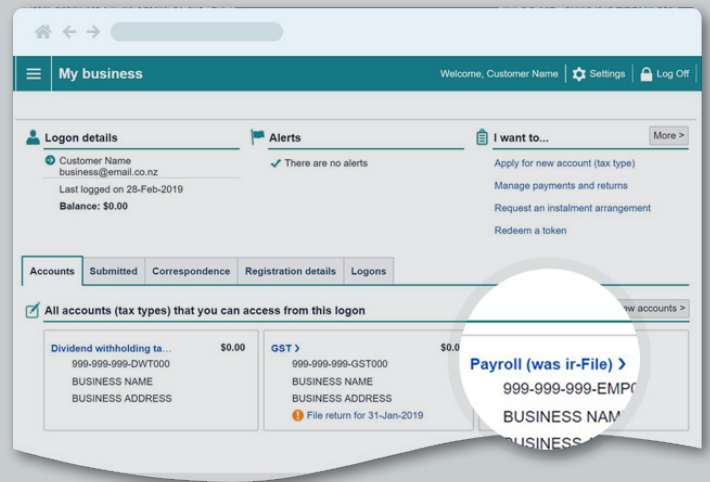 My business
Welcome, Customer Name
Settings
Log Off
Logon details
Customer Name
business@email.co.nz
Last logged on 28-Feb-2019
Balance: $0.00
Alerts
There are no alerts
I want to...
More >
Apply for new account (tax type)
Manage payments and returns
Request an instalment arrangement
Redeem a token
Accounts
Submitted
Correspondence
Registration details
Logons
All accounts (tax types) that you can access from this logon
accounts >
Dividend withholding ta... $0.00
999-999-999-DWT000
BUSINESS NAME
BUSINESS ADDRESS
GST > $0.0
999-999-999-GST000
BUSINESS NAME
BUSINESS ADDRESS
File return for 31-Jan-2019
Payroll (was ir-File) >
999-999-999-EMP0
BUSINESS NAM
BUSINESS